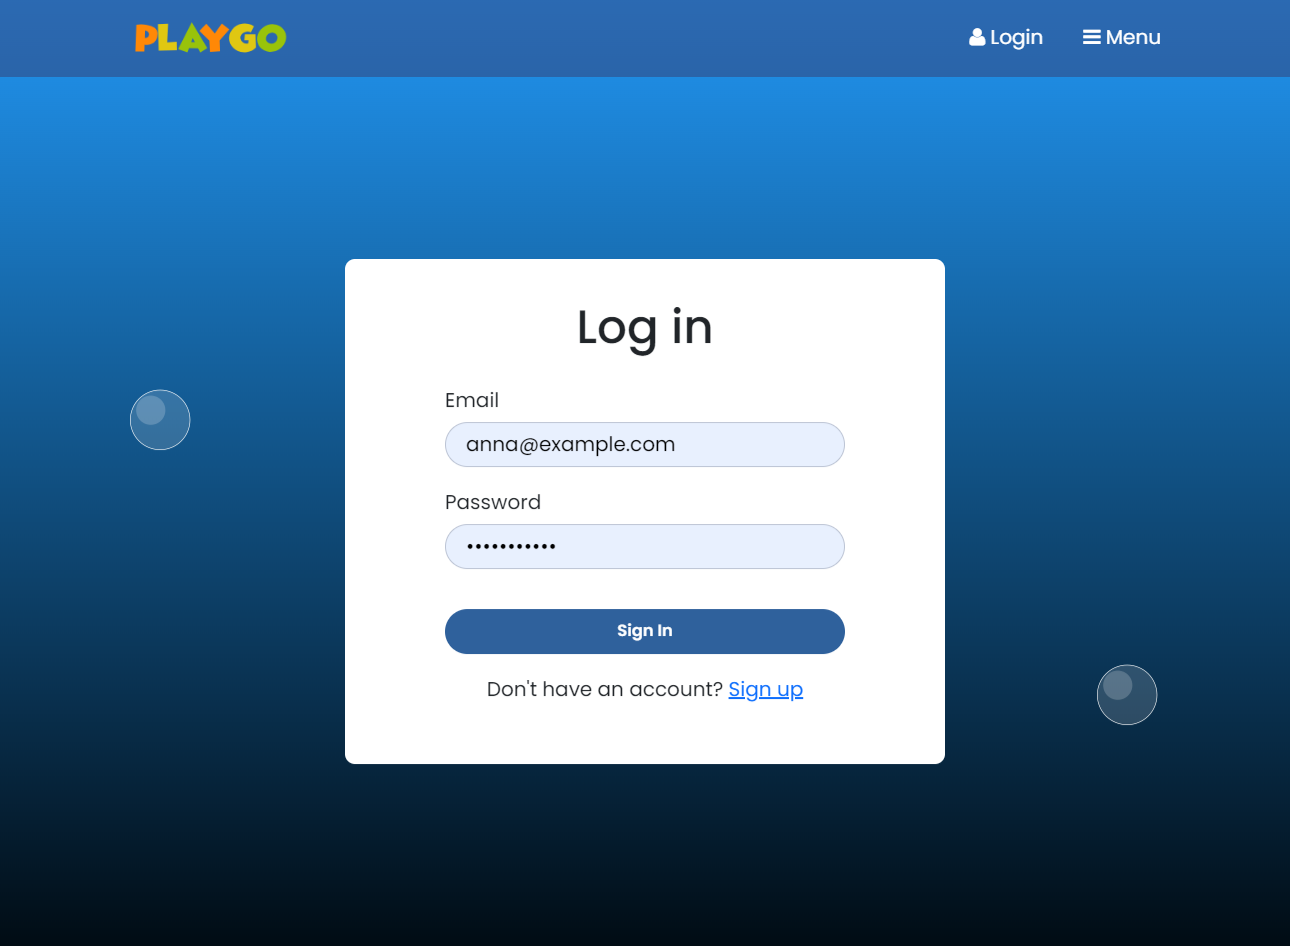 PLAYGO
Login
Menu
Log in
Email
anna@example.com
Password
•••••••••••
Sign In
Don't have an account? Sign up